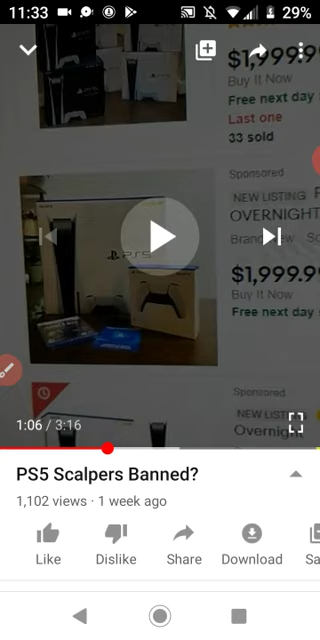 11:33
29%
$1,999.9
Buy It Now
Free next day
Last one
33 sold
Sponsored
NEW LISTING
OVERNIGHT
$1,999.9
Buy It Now
Free next day
PS5
Sponsored
NEW
Overnight
1:06 / 3:16
PS5 Scalpers Banned?
1,102 views · 1 week ago
Like
Dislike
Share
Download
Sa